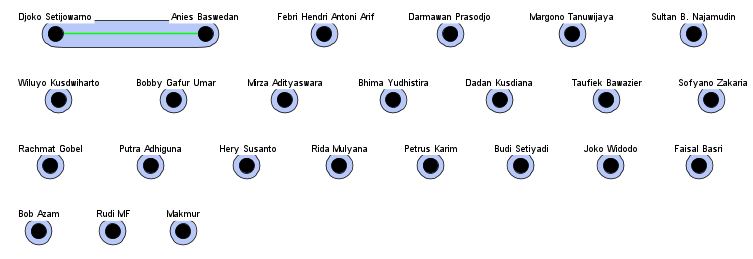 Djoko Setijowarno Anies Baswedan Febri Hendri Antoni Arif Darmawan Prasodjo Margono Tanuwijaya Sultan B. Najamudin
Wiluyo Kusdwiharto Bobby Gafur Umar Mirza Adityaswara Bhima Yudhistira Dadan Kusdiana Taufiek Bawazier Sofyano Zakaria
Rachmat Gobel Putra Adhiguna Hery Susanto Rida Mulyana Petrus Karim Budi Setiyadi Joko Widodo Faisal Basri
Bob Azam Rudi MF Makmur